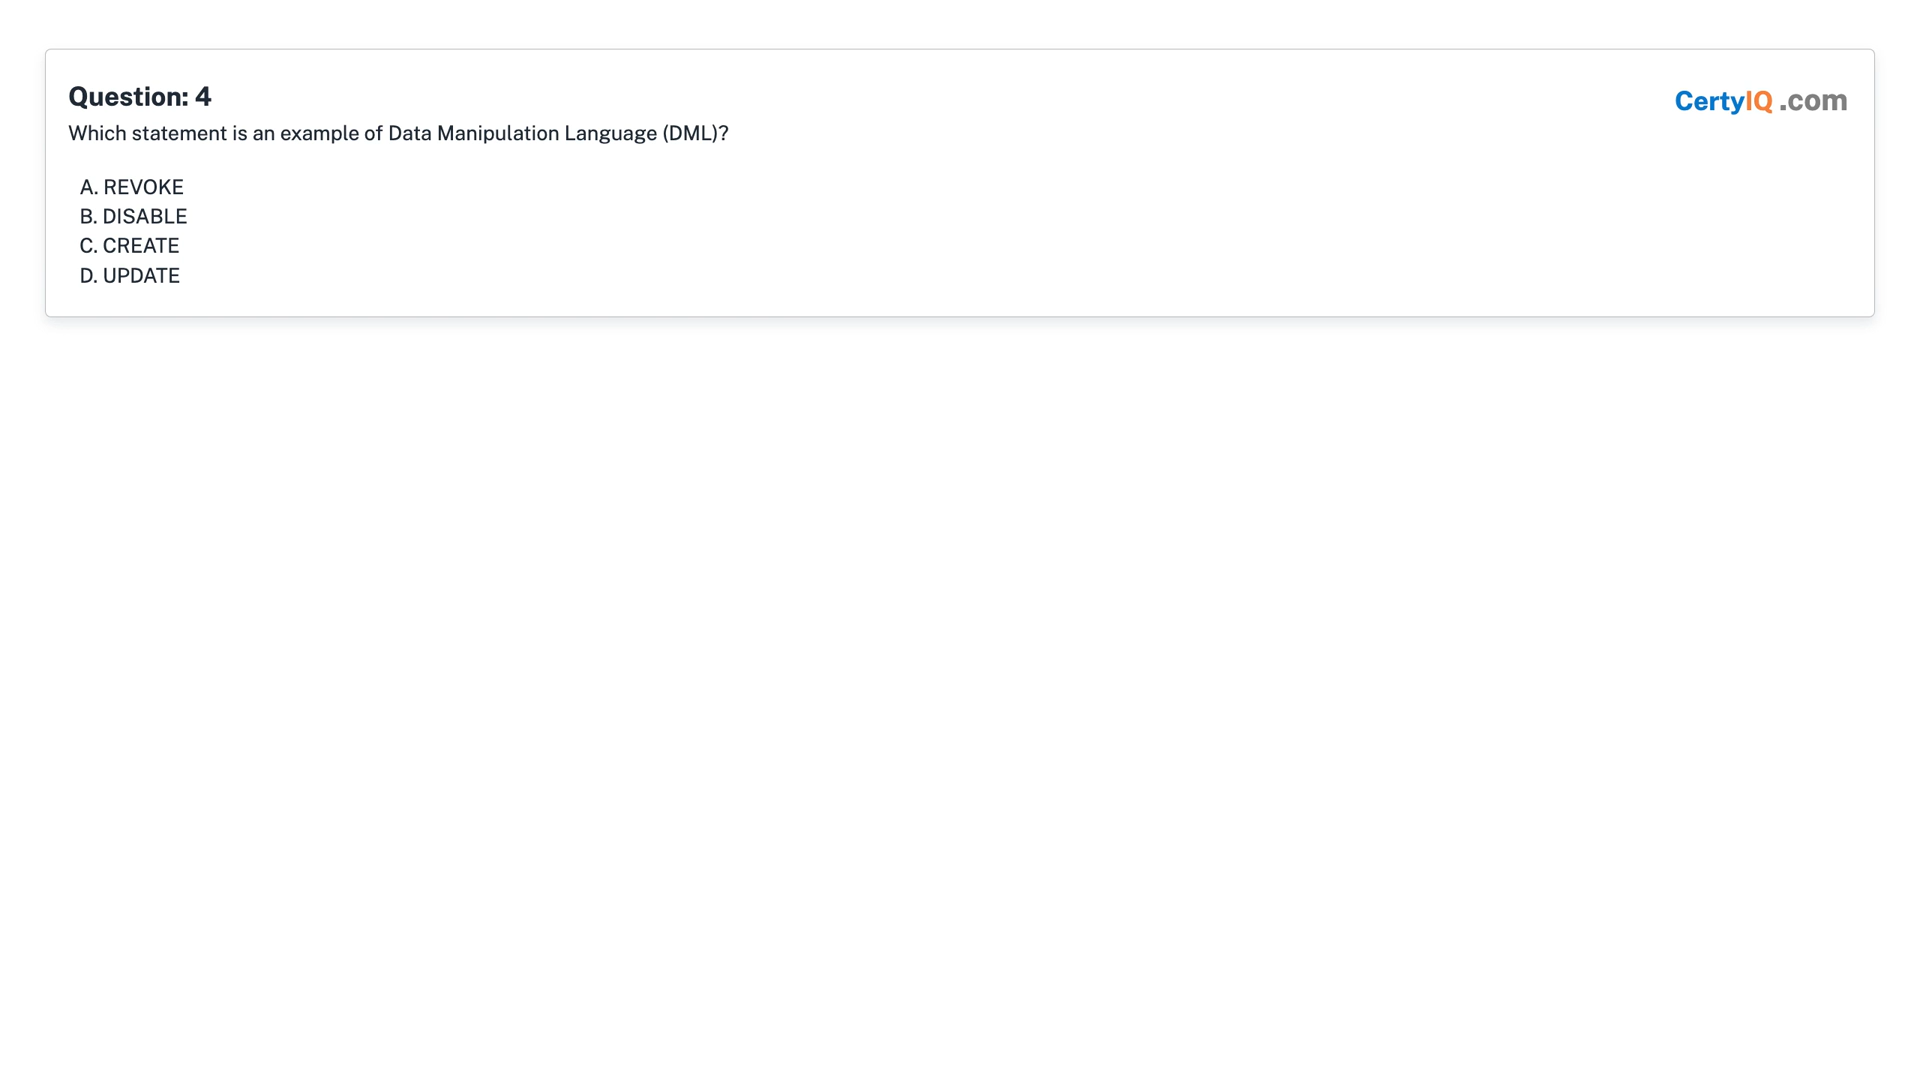 Question: 4
CertyIQ .com
Which statement is an example of Data Manipulation Language (DML)?
A. REVOKE
B. DISABLE
C. CREATE
D. UPDATE